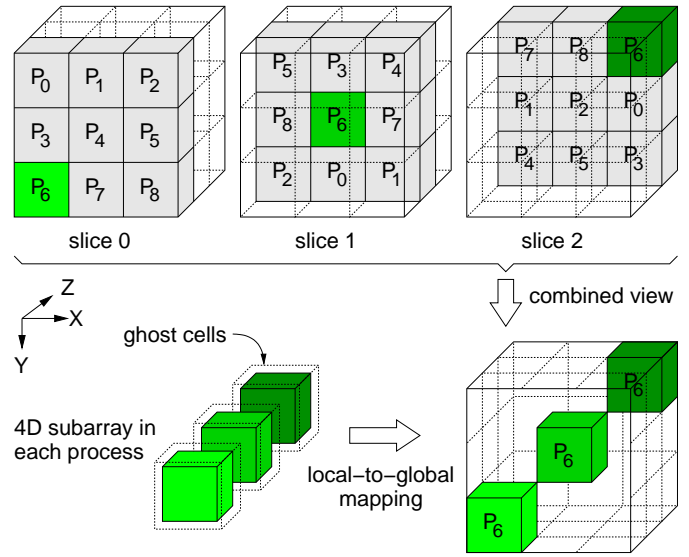 P0 P1 P2
P3 P4 P5
P6 P7 P8
slice 0
P5 P3 P4
P8 P6 P7
P2 P0 P1
slice 1
P7 P8 P6
P1 P2 P0
P4 P5 P3
slice 2
combined view
Z
X
Y
ghost cells
4D subarray in
each process
local-to-global
mapping
P6
P6
P6